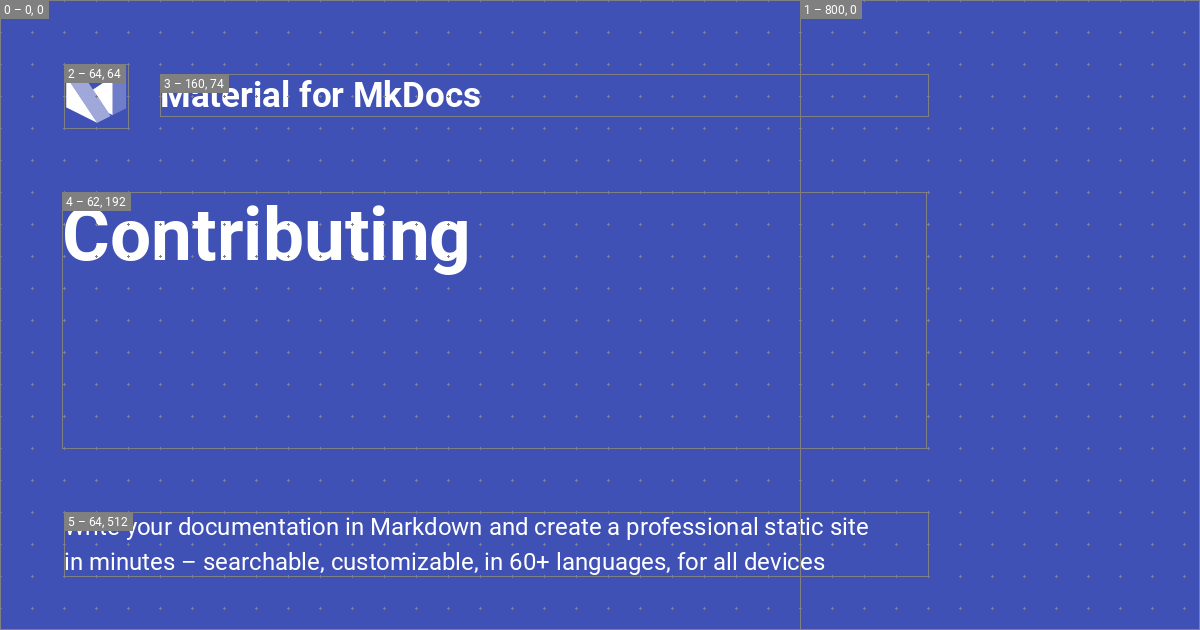 0 – 0, 0
1 – 800, 0
2 – 64, 64
3 – 160, 74
Material for MkDocs
4 – 62, 192
Contributing
5 – 64, 512
Write your documentation in Markdown and create a professional static site
in minutes – searchable, customizable, in 60+ languages, for all devices